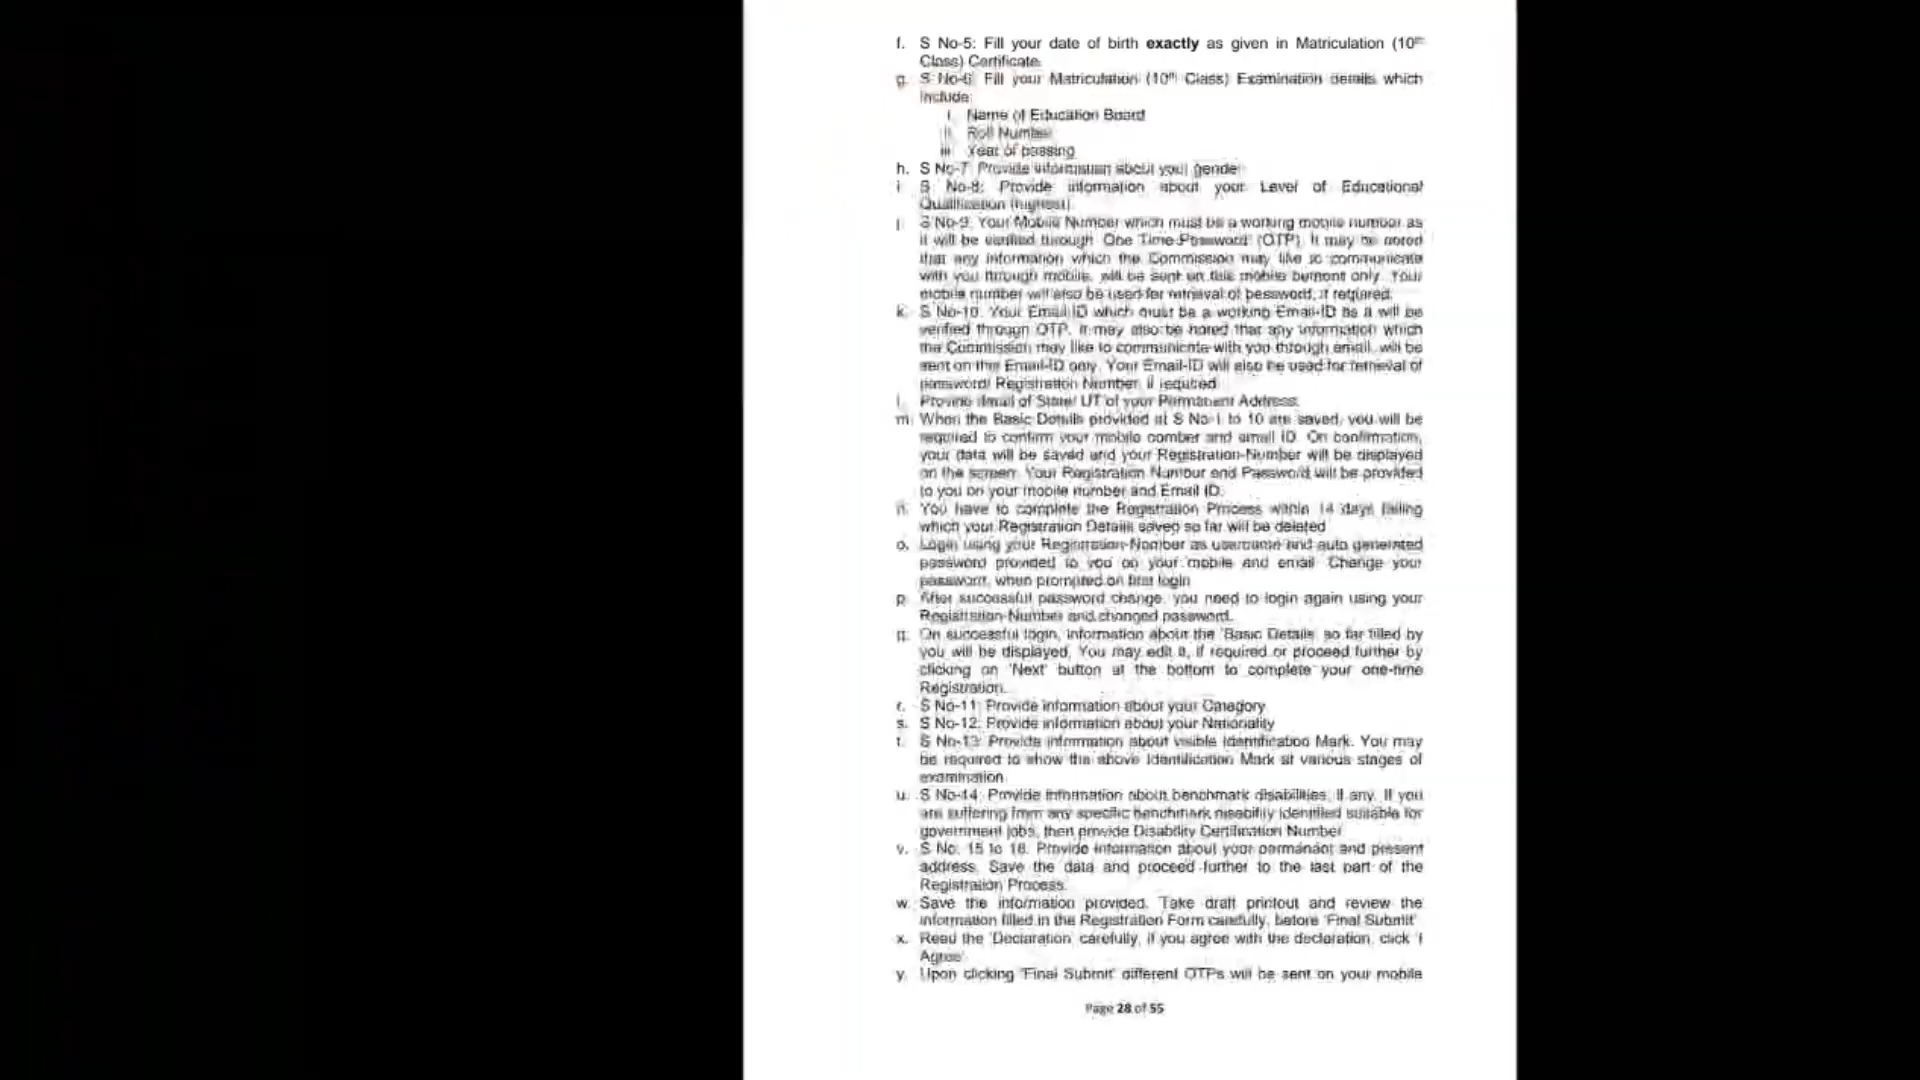 f. S No-5: Fill your date of birth exactly as given in Matriculation (10th
Class) Certificate.
g. S No-6: Fill your Matriculation (10th Class) Examination details which
include:
i. Name of Education Board
ii. Roll Number
iii. Year of passing
h. S No-7: Provide information about your gender
i. S No-8: Provide information about your Level of Educational
Qualification (highest).
j. S No-9: Your Mobile Number which must be a working mobile number as
it will be verified through One Time Password (OTP). It may be noted
that any information which the Commission may like to communicate
with you through mobile, will be sent on this mobile number only. Your
mobile number will also be used for retrieval of password, if required.
k. S No-10: Your Email ID which must be a working Email-ID as it will be
verified through OTP. It may also be noted that any information which
the Commission may like to communicate with you through email, will be
sent on this Email-ID only. Your Email-ID will also be used for retrieval of
password/ Registration Number, if required.
l. Provide detail of State/ UT of your Permanent Address.
m. When the Basic Details provided at S No-1 to 10 are saved, you will be
required to confirm your mobile number and email ID. On confirmation,
your data will be saved and your Registration-Number will be displayed
on the screen. Your Registration Number and Password will be provided
to you on your mobile number and Email ID.
n. You have to complete the Registration Process within 14 days failing
which your Registration Details saved so far will be deleted.
o. Login using your Registration-Number as username and auto generated
password provided to you on your mobile and email. Change your
password, when prompted on first login.
p. After successful password change, you need to login again using your
Registration-Number and changed password.
q. On successful login, information about the 'Basic Details' so far filled by
you will be displayed. You may edit it, if required or proceed further by
clicking on 'Next' button at the bottom to complete your one-time
Registration.
r. S No-11: Provide information about your Category
s. S No-12: Provide information about your Nationality
t. S No-13: Provide information about visible Identification Mark. You may
be required to show the above Identification Mark at various stages of
examination.
u. S No-14: Provide information about benchmark disabilities, if any. If you
are suffering from any specific benchmark disability identified suitable for
government jobs, then provide Disability Certification Number
v. S No. 15 to 18: Provide information about your permanent and present
address. Save the data and proceed further to the last part of the
Registration Process.
w. Save the information provided. Take draft printout and review the
information filled in the Registration Form carefully, before 'Final Submit'
x. Read the 'Declaration' carefully, if you agree with the declaration, click 'I
Agree'
y. Upon clicking 'Final Submit' different OTPs will be sent on your mobile
Page 28 of 55